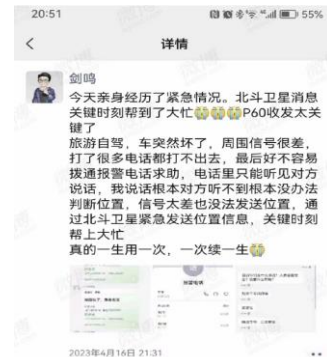 20:51
55%
详情
剑鸣
今天亲身经历了紧急情况。北斗卫星消息
关键时刻帮到了大忙P60收发太关
键了
旅游自驾，车突然坏了，周围信号很差，
打了很多电话都打不出去，最后好不容易
拨通报警电话求助，电话里只能听见对方
说话，我说话根本对方听不到根本没办法
判断位置，信号太差也没法发送位置，通
过北斗卫星紧急发送位置信息，关键时刻
帮上大忙
真的一生用一次，一次续一生
2023年4月16日 21:31